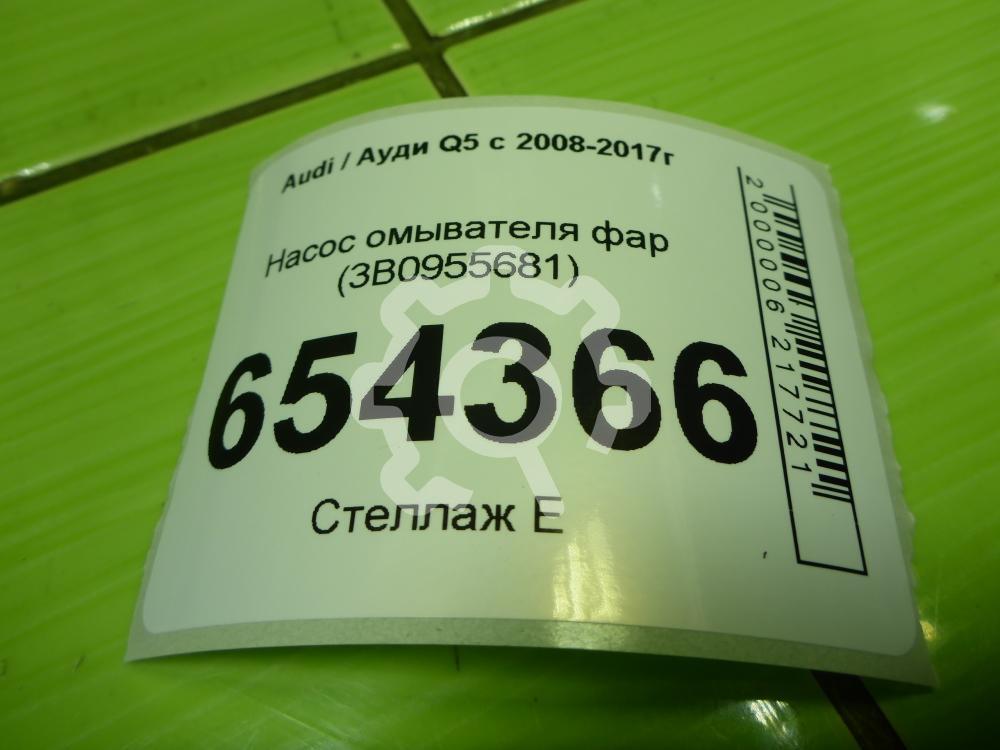 Audi / Ауди Q5 с 2008-2017г
Насос омывателя фар
(3B0955681)
654366
Стеллаж Е
2000006217721